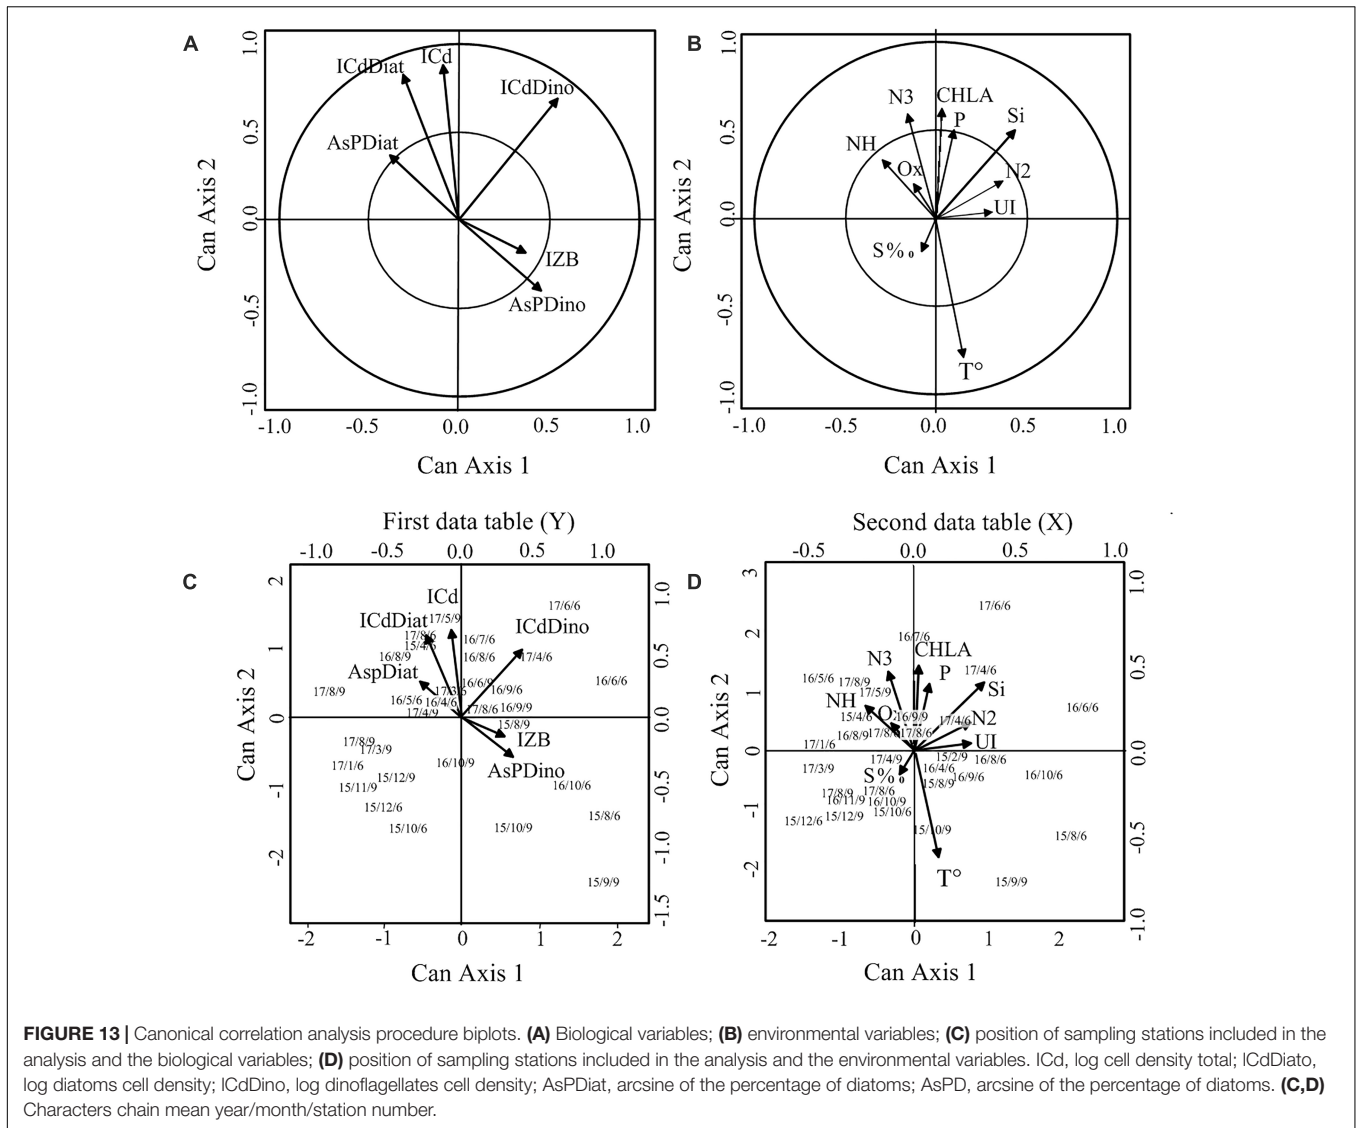 A
1.0
0.5
0.0
-0.5
-1.0
Can Axis 2
ICdDiat
ICd
ICdDino
AsPDiat
IZB
AsPDino
-1.0 -0.5 0.0 0.5 1.0
Can Axis 1
B
1.0
0.5
0.0
-0.5
-1.0
Can Axis 2
N3
CHLA
P
Si
NH
Ox
N2
UI
S%₀
T°
-1.0 -0.5 0.0 0.5 1.0
Can Axis 1
First data table (Y)
-1.0 -0.5 0.0 0.5 1.0
C
2
1
0
-1
-2
Can Axis 2
1.0
0.5
0.0
-0.5
-1.0
-1.5
ICd
17/6/6
17/5/9
ICdDiat
ICdDino
17/8/6
16/7/6
15/4/6
16/8/9
16/8/6
17/4/6
AspDiat
16/6/6
16/6/9
17/8/9
17/3/6
16/9/6
16/5/6
16/4/6
17/4/9
17/8/6
16/9/9
15/8/9
IZB
17/8/9
17/3/9
17/1/6
16/10/9
AsPDino
15/12/9
15/11/9
16/10/6
15/12/6
15/8/6
15/10/6
15/10/9
15/9/9
-2 -1 0 1 2
Can Axis 1
Second data table (X)
-0.5 0.0 0.5 1.0
D
3
2
1
0
-1
-2
Can Axis 2
1.0
0.5
0.0
-0.5
-1.0
17/6/6
16/7/6
CHLA
N3
P
17/4/6
16/5/6
17/8/9
17/5/9
Si
NH
16/6/6
15/4/6
O
16/9/9
17/4/6
N2
16/8/9
17/8/6
17/8/6
UI
17/1/6
17/4/9
15/2/9
16/8/6
17/3/9
16/4/6
S%₀
16/9/6
16/10/6
15/8/9
17/8/9
17/8/6
16/11/9
16/10/9
15/12/6
15/12/9
15/10/6
15/10/9
15/8/6
T°
15/9/9
-2 -1 0 1 2
Can Axis 1
FIGURE 13 | Canonical correlation analysis procedure biplots. (A) Biological variables; (B) environmental variables; (C) position of sampling stations included in the
analysis and the biological variables; (D) position of sampling stations included in the analysis and the environmental variables. ICd, log cell density total; ICdDiato,
log diatoms cell density; ICdDino, log dinoflagellates cell density; AsPDiat, arcsine of the percentage of diatoms; AsPD, arcsine of the percentage of diatoms. (C,D)
Characters chain mean year/month/station number.